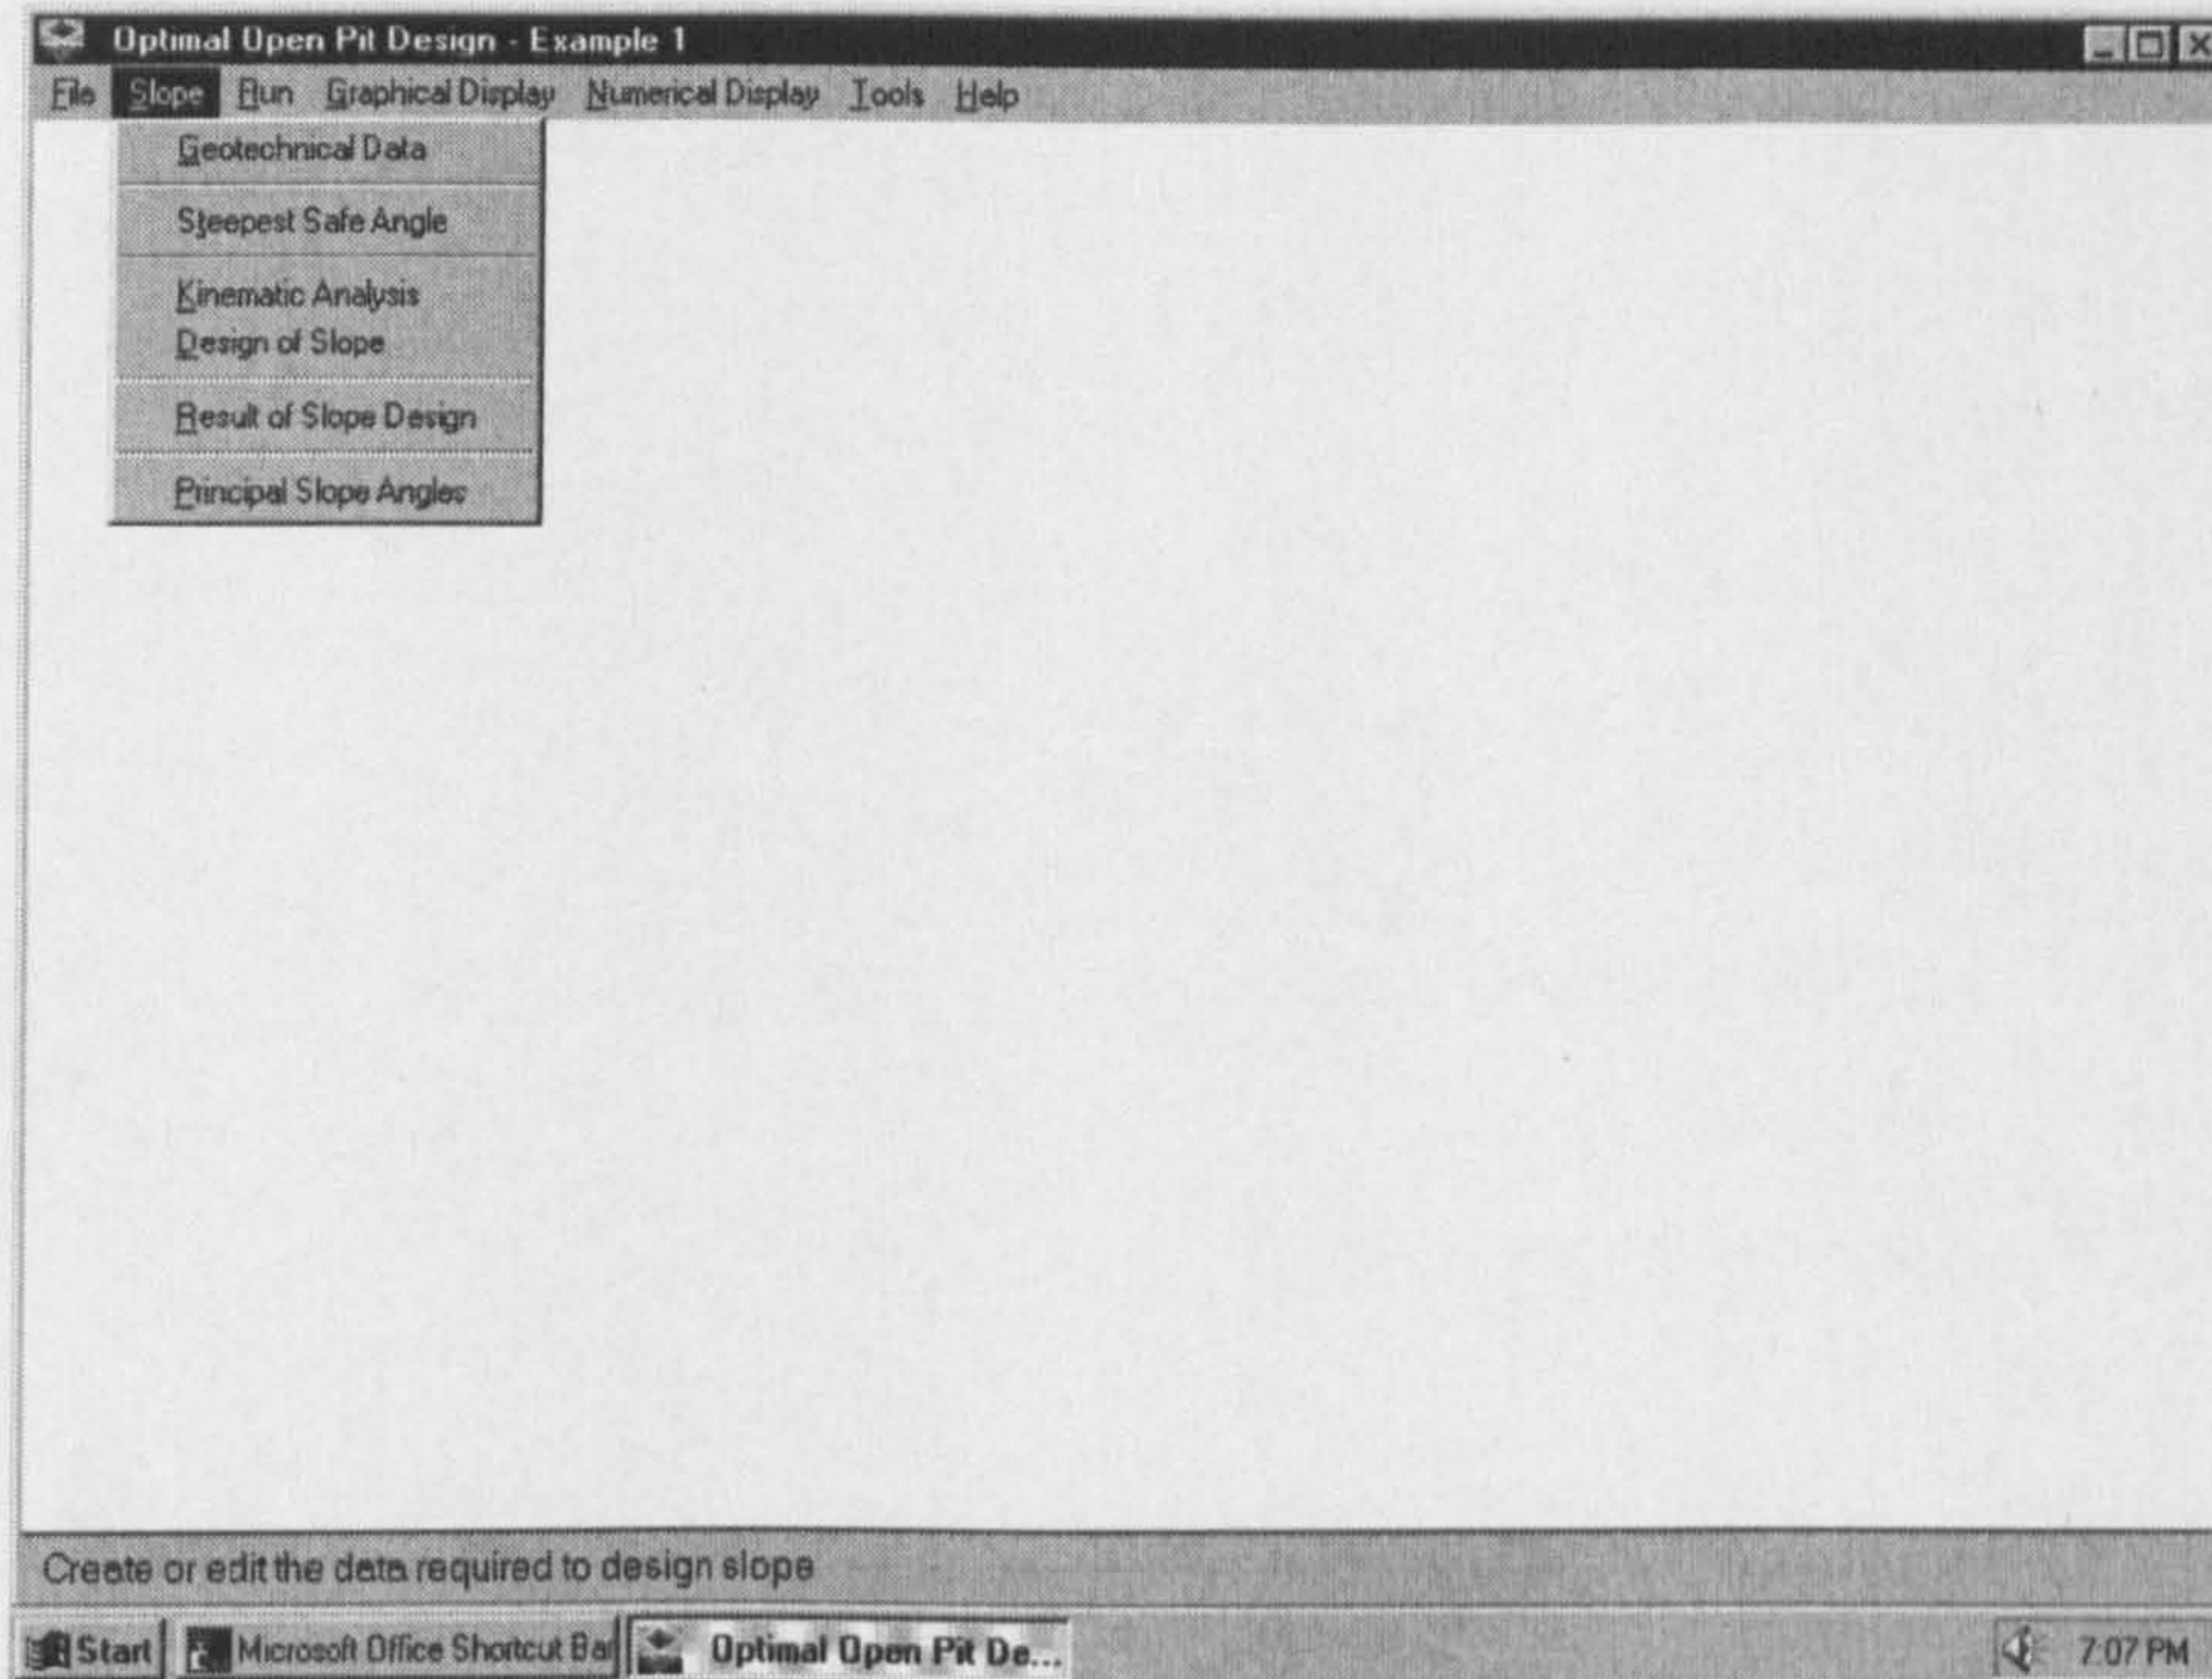 Optimal Open Pit Design - Example 1
File Slope Run Graphical Display Numerical Display Tools Help
Geotechnical Data
Steepest Safe Angle
Kinematic Analysis
Design of Slope
Result of Slope Design
Principal Slope Angles
Create or edit the data required to design slope
Start Microsoft Office Shortcut Bar Optimal Open Pit De... 7:07 PM